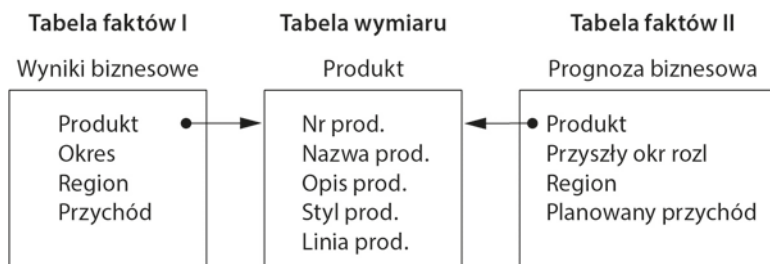 Tabela faktów I
Wyniki biznesowe
Produkt
Okres
Region
Przychód
Tabela wymiaru
Produkt
Nr prod.
Nazwa prod.
Opis prod.
Styl prod.
Linia prod.
Tabela faktów II
Prognoza biznesowa
Produkt
Przyszły okr rozl
Region
Planowany przychód